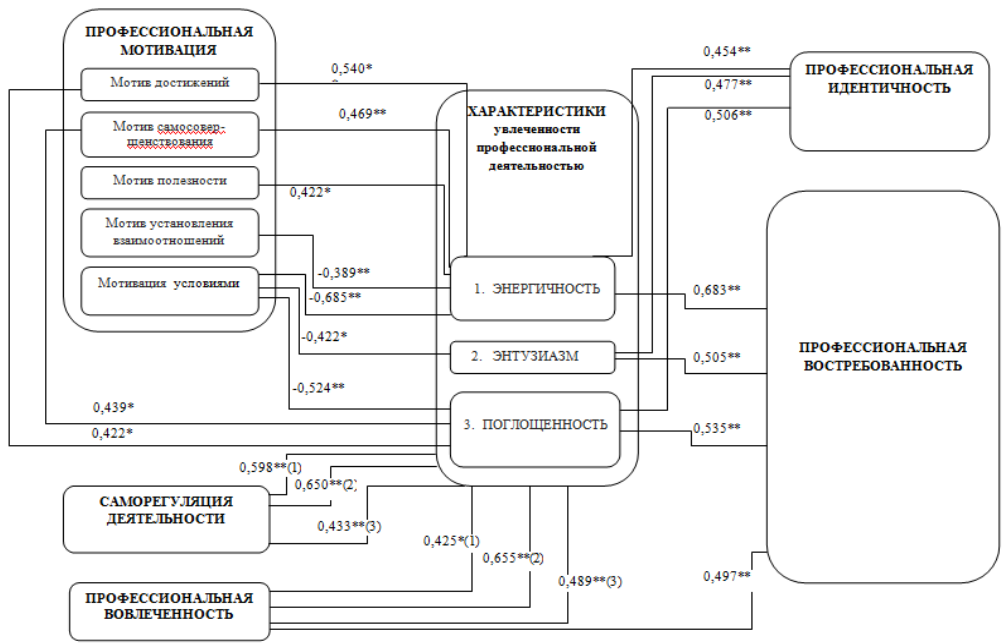 ПРОФЕССИОНАЛЬНАЯ
МОТИВАЦИЯ
Мотив достижений
Мотив самосовер-
шенствования
Мотив полезности
Мотив установления
взаимоотношений
Мотивация условиями
0,540*
0,469**
0,422*
-0,389**
-0,685**
-0,422*
-0,524**
0,439*
0,422*
ХАРАКТЕРИСТИКИ
увлеченности
профессиональной
деятельностью
1. ЭНЕРГИЧНОСТЬ
2. ЭНТУЗИАЗМ
3. ПОГЛОЩЕННОСТЬ
0,454**
0,477**
0,506**
ПРОФЕССИОНАЛЬНАЯ
ИДЕНТИЧНОСТЬ
0,683**
0,505**
0,535**
ПРОФЕССИОНАЛЬНАЯ
ВОСТРЕБОВАННОСТЬ
0,598**(1)
0,650**(2)
0,433**(3)
САМОРЕГУЛЯЦИЯ
ДЕЯТЕЛЬНОСТИ
0,425*(1)
0,655**(2)
0,489**(3)
0,497**
ПРОФЕССИОНАЛЬНАЯ
ВОВЛЕЧЕННОСТЬ